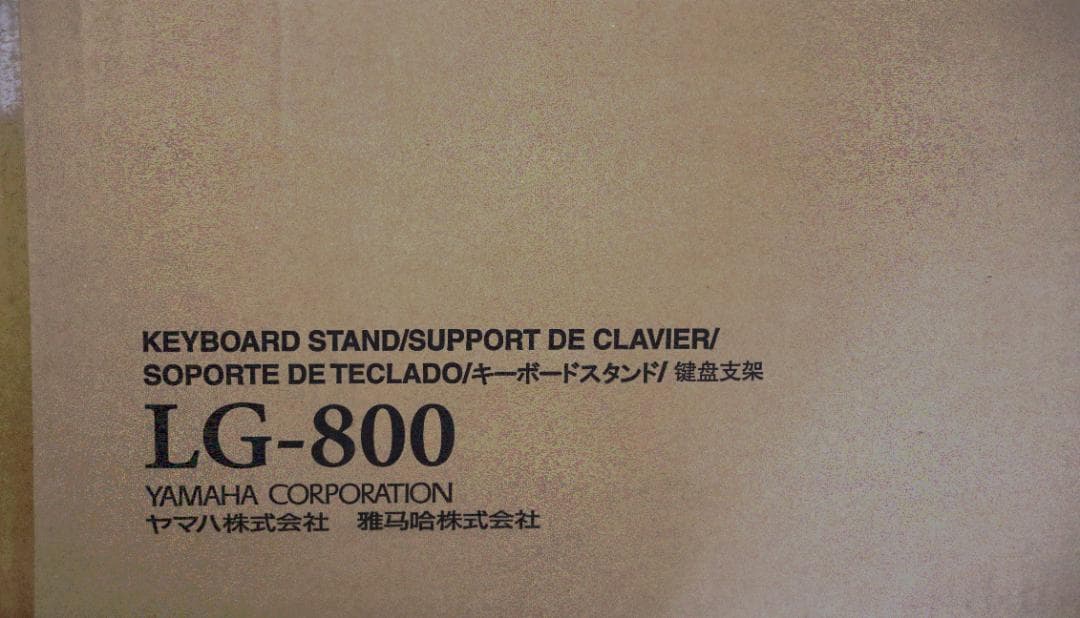 KEYBOARD STAND/SUPPORT DE CLAVIER/
SOPORTE DE TECLADO/キーボードスタンド/ 键盘支架
LG-800
YAMAHA CORPORATION
ヤマハ株式会社 雅马哈株式会社